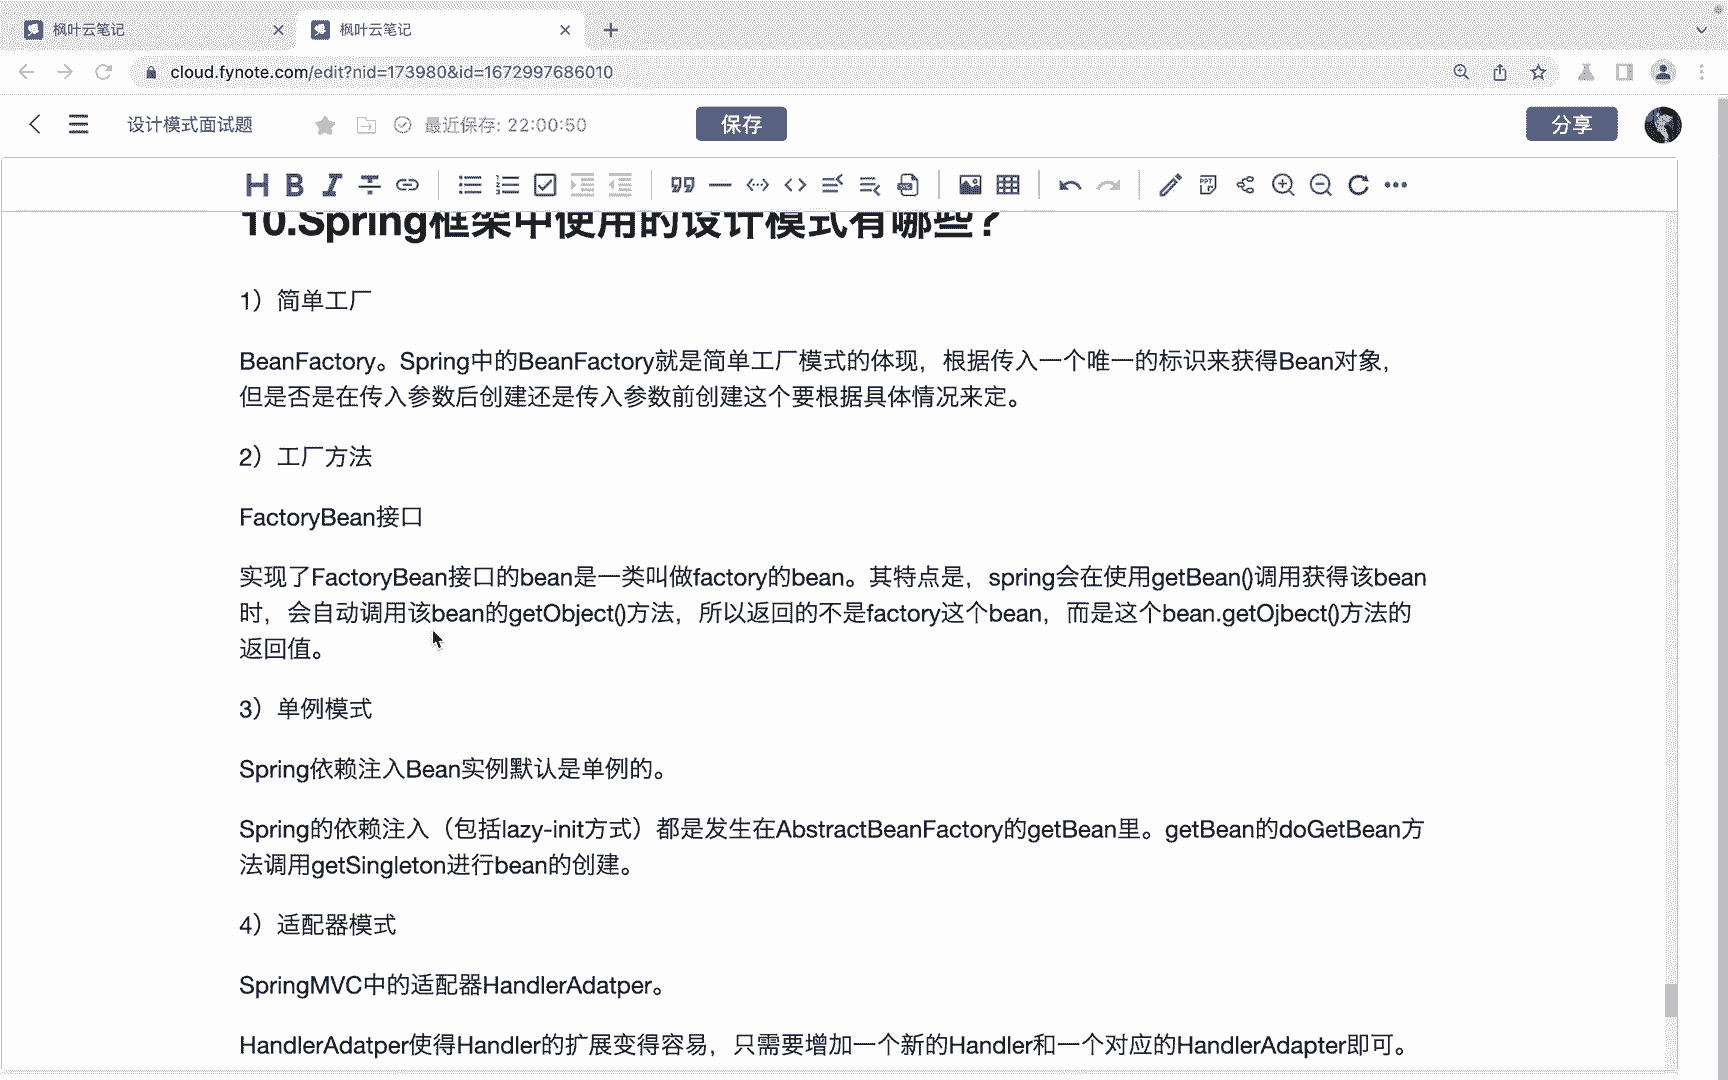 枫叶云笔记
枫叶云笔记
cloud.fynote.com/edit?nid=173980&id=1672997686010
设计模式面试题
最近保存: 22:00:50
保存
分享
10.Spring框架中使用的设计模式有哪些？
1）简单工厂
BeanFactory。Spring中的BeanFactory就是简单工厂模式的体现，根据传入一个唯一的标识来获得Bean对象，
但是否是在传入参数后创建还是传入参数前创建这个要根据具体情况来定。
2）工厂方法
FactoryBean接口
实现了FactoryBean接口的bean是一类叫做factory的bean。其特点是，spring会在使用getBean()调用获得该bean
时，会自动调用该bean的getObject()方法，所以返回的不是factory这个bean，而是这个bean.getOjbect()方法的
返回值。
3）单例模式
Spring依赖注入Bean实例默认是单例的。
Spring的依赖注入（包括lazy-init方式）都是发生在AbstractBeanFactory的getBean里。getBean的doGetBean方
法调用getSingleton进行bean的创建。
4）适配器模式
SpringMVC中的适配器HandlerAdatper。
HandlerAdatper使得Handler的扩展变得容易，只需要增加一个新的Handler和一个对应的HandlerAdapter即可。